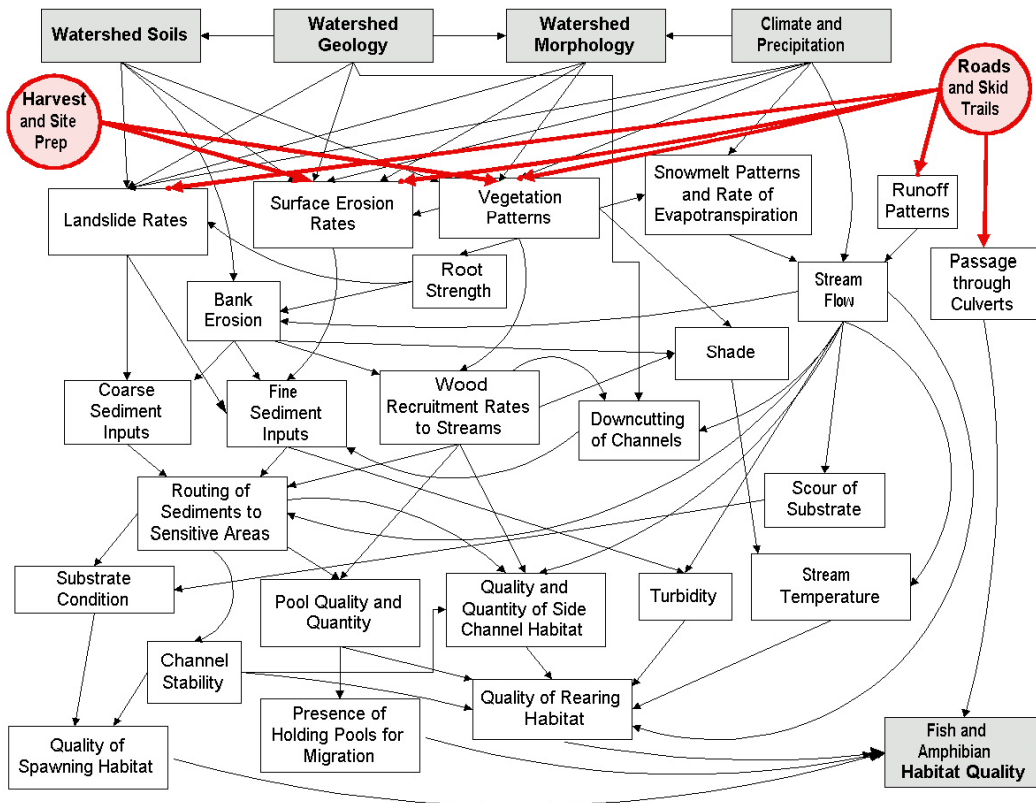 Watershed Soils
Watershed
Geology
Watershed
Morphology
Climate and
Precipitation
Harvest
and Site
Prep
Roads
and Skid
Trails
Landslide Rates
Surface Erosion
Rates
Vegetation
Patterns
Snowmelt Patterns
and Rate of
Evapotranspiration
Runoff
Patterns
Root
Strength
Stream
Flow
Passage
through
Culverts
Bank
Erosion
Shade
Coarse
Sediment
Inputs
Fine
Sediment
Inputs
Wood
Recruitment Rates
to Streams
Downcutting
of Channels
Routing of
Sediments to
Sensitive Areas
Scour of
Substrate
Substrate
Condition
Pool Quality and
Quantity
Quality and
Quantity of Side
Channel Habitat
Turbidity
Stream
Temperature
Channel
Stability
Quality of Rearing
Habitat
Quality of
Spawning Habitat
Presence of
Holding Pools for
Migration
Fish and
Amphibian
Habitat Quality